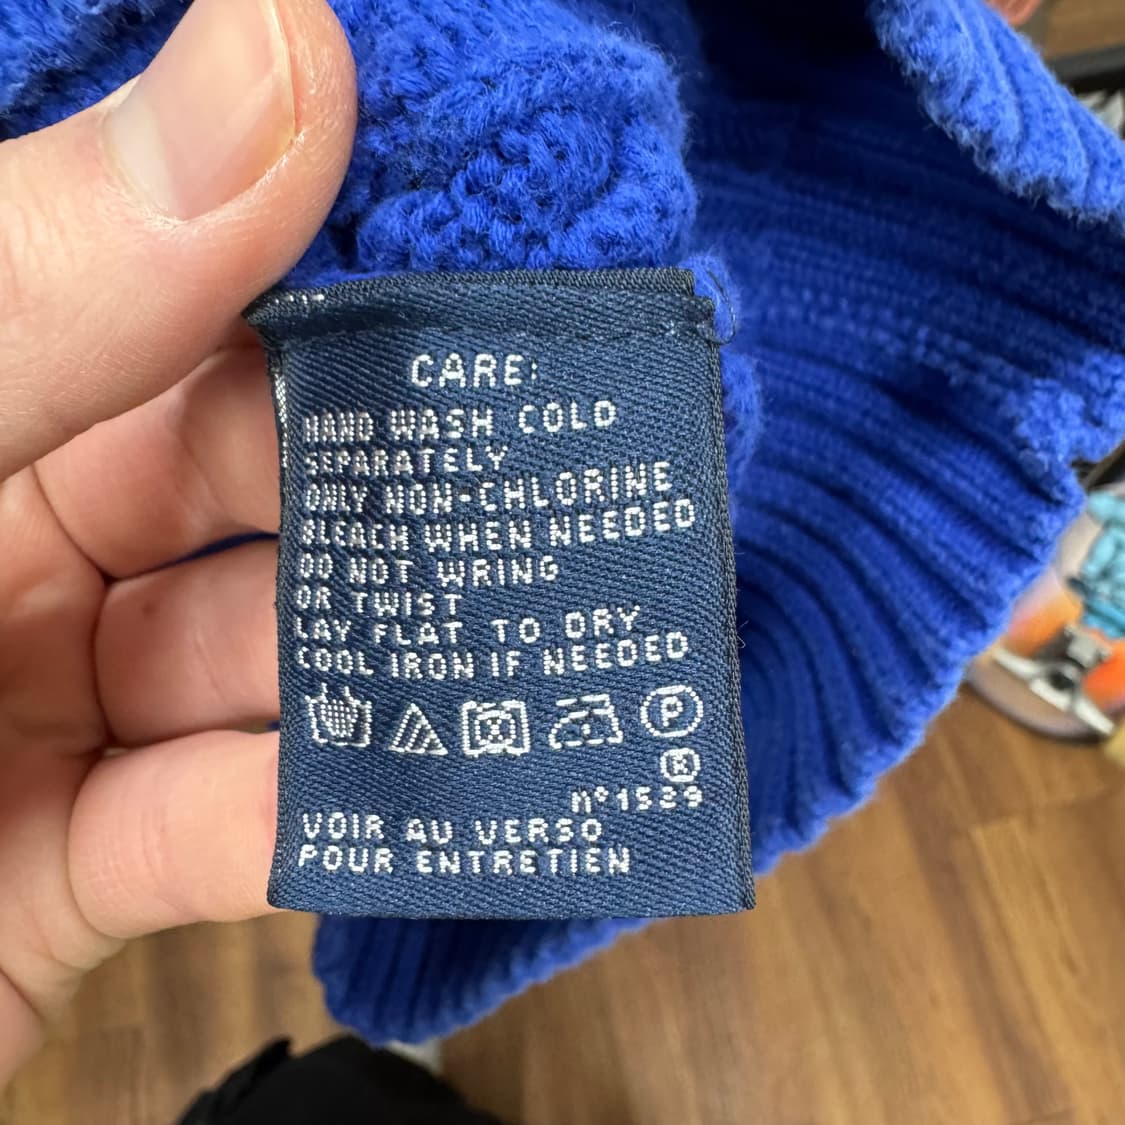 CARE:
HAND WASH COLD
SEPARATELY
ONLY NON-CHLORINE
BLEACH WHEN NEEDED
DO NOT WRING
OR TWIST
LAY FLAT TO DRY
COOL IRON IF NEEDED
P
R
nº1529
VOIR AU VERSO
POUR ENTRETIEN